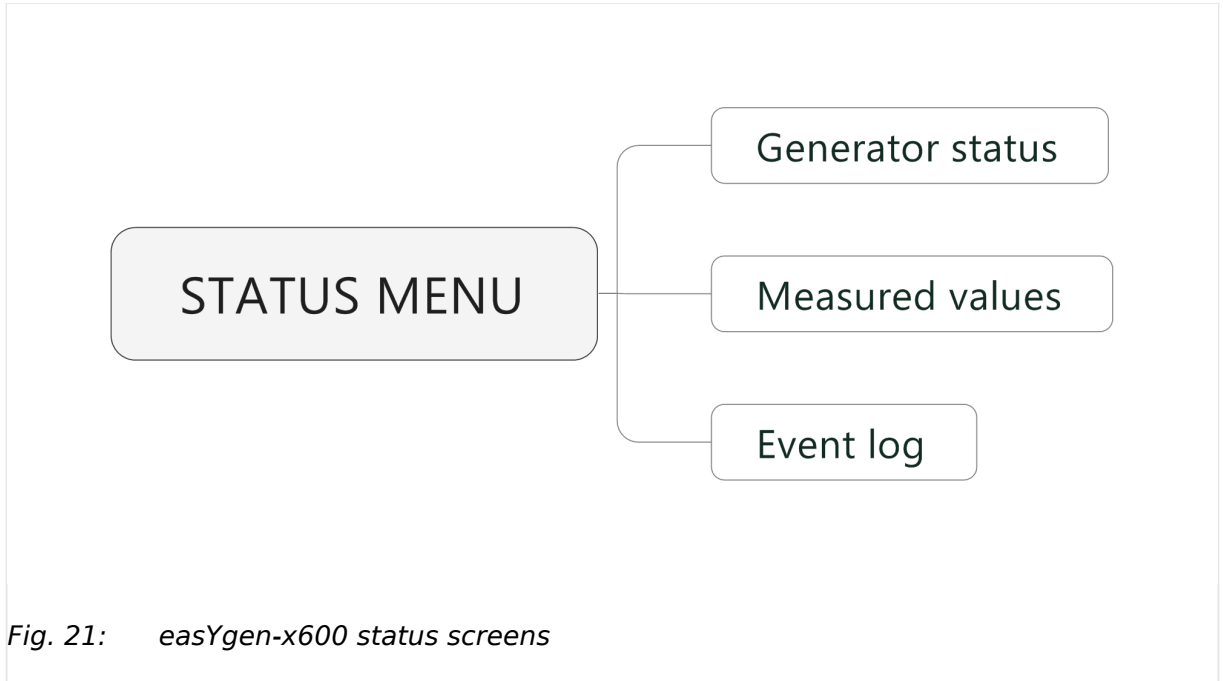 STATUS MENU
Generator status
Measured values
Event log
Fig. 21: easYgen-x600 status screens